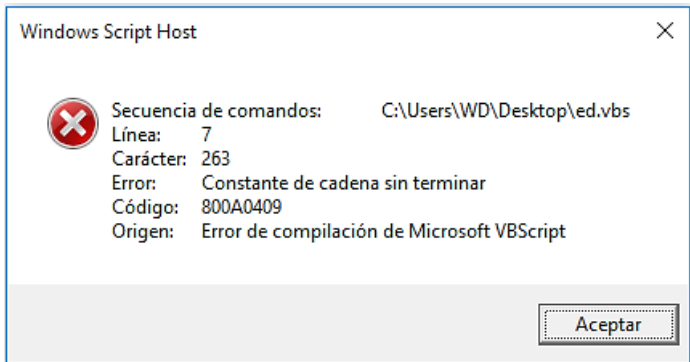 Windows Script Host
Secuencia de comandos: C:\Users\WD\Desktop\ed.vbs
Línea: 7
Carácter: 263
Error: Constante de cadena sin terminar
Código: 800A0409
Origen: Error de compilación de Microsoft VBScript
Aceptar